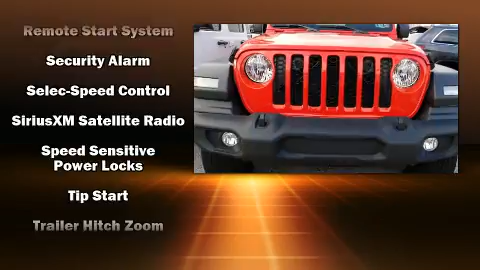 Remote Start System
Security Alarm
Selec-Speed Control
SiriusXM Satellite Radio
Speed Sensitive
Power Locks
Tip Start
Trailer Hitch Zoom